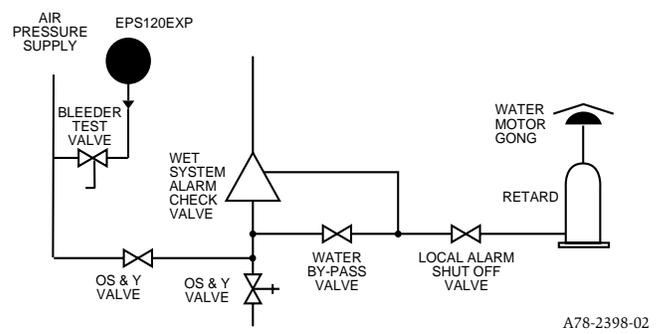 AIR
PRESSURE
SUPPLY
EPS120EXP
BLEEDER
TEST
VALVE
WET
SYSTEM
ALARM
CHECK
VALVE
WATER
MOTOR
GONG
RETARD
OS & Y
VALVE
OS & Y
VALVE
WATER
BY-PASS
VALVE
LOCAL ALARM
SHUT OFF
VALVE
A78-2398-02